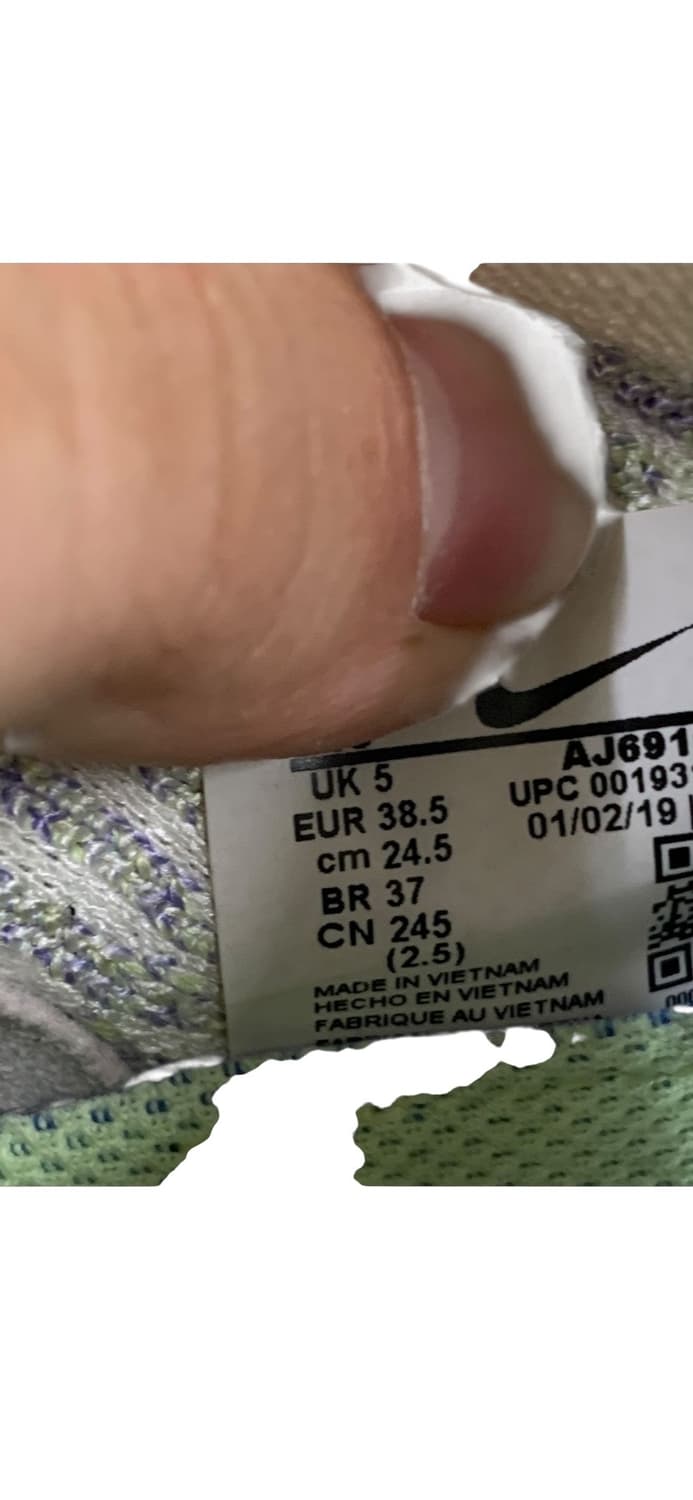 UK 5
EUR 38.5
cm 24.5
BR 37
CN 245
(2.5)
MADE IN VIETNAM
HECHO EN VIETNAM
FABRIQUE AU VIETNAM
AJ691
UPC 00193
01/02/19